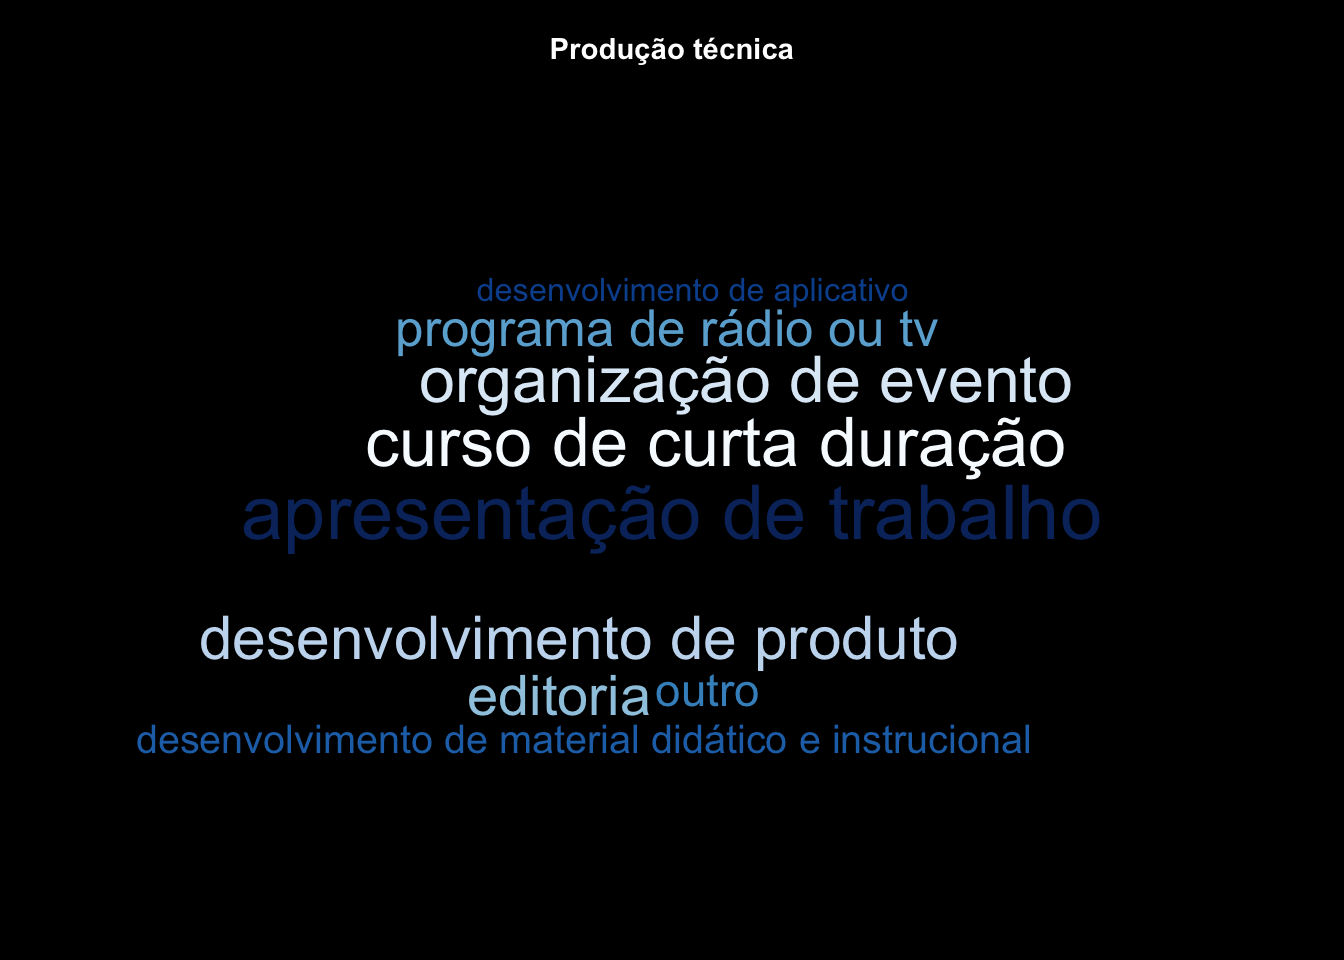 Produção técnica
desenvolvimento de aplicativo
programa de rádio ou tv
organização de evento
curso de curta duração
apresentação de trabalho
desenvolvimento de produto
editoria outro
desenvolvimento de material didático e instrucional